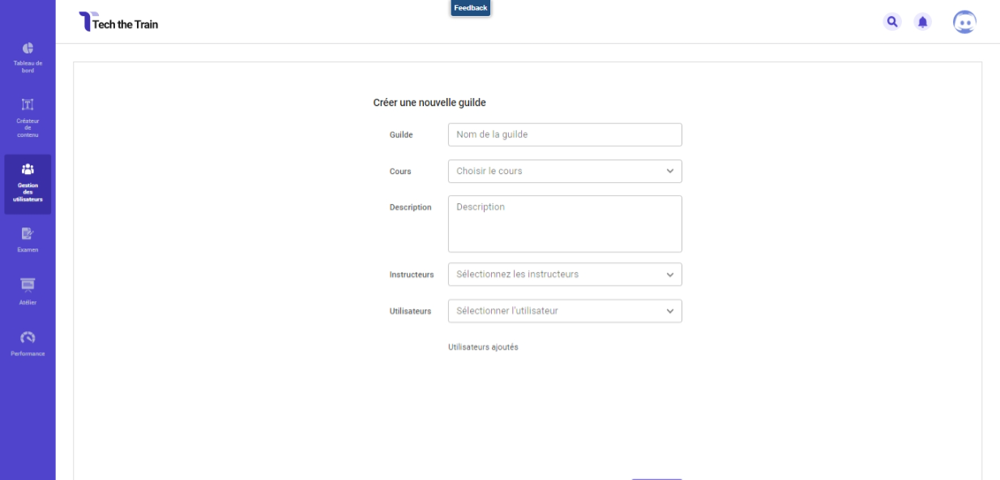 Feedback
Tech the Train
Tableau de
bord
Créateur
de
contenu
Gestion
des
utilisateurs
Examen
Atélier
Performance
Créer une nouvelle guilde
Guilde
Nom de la guilde
Cours
Choisir le cours
Description
Description
Instructeurs
Sélectionnez les instructeurs
Utilisateurs
Sélectionner l'utilisateur
Utilisateurs ajoutés